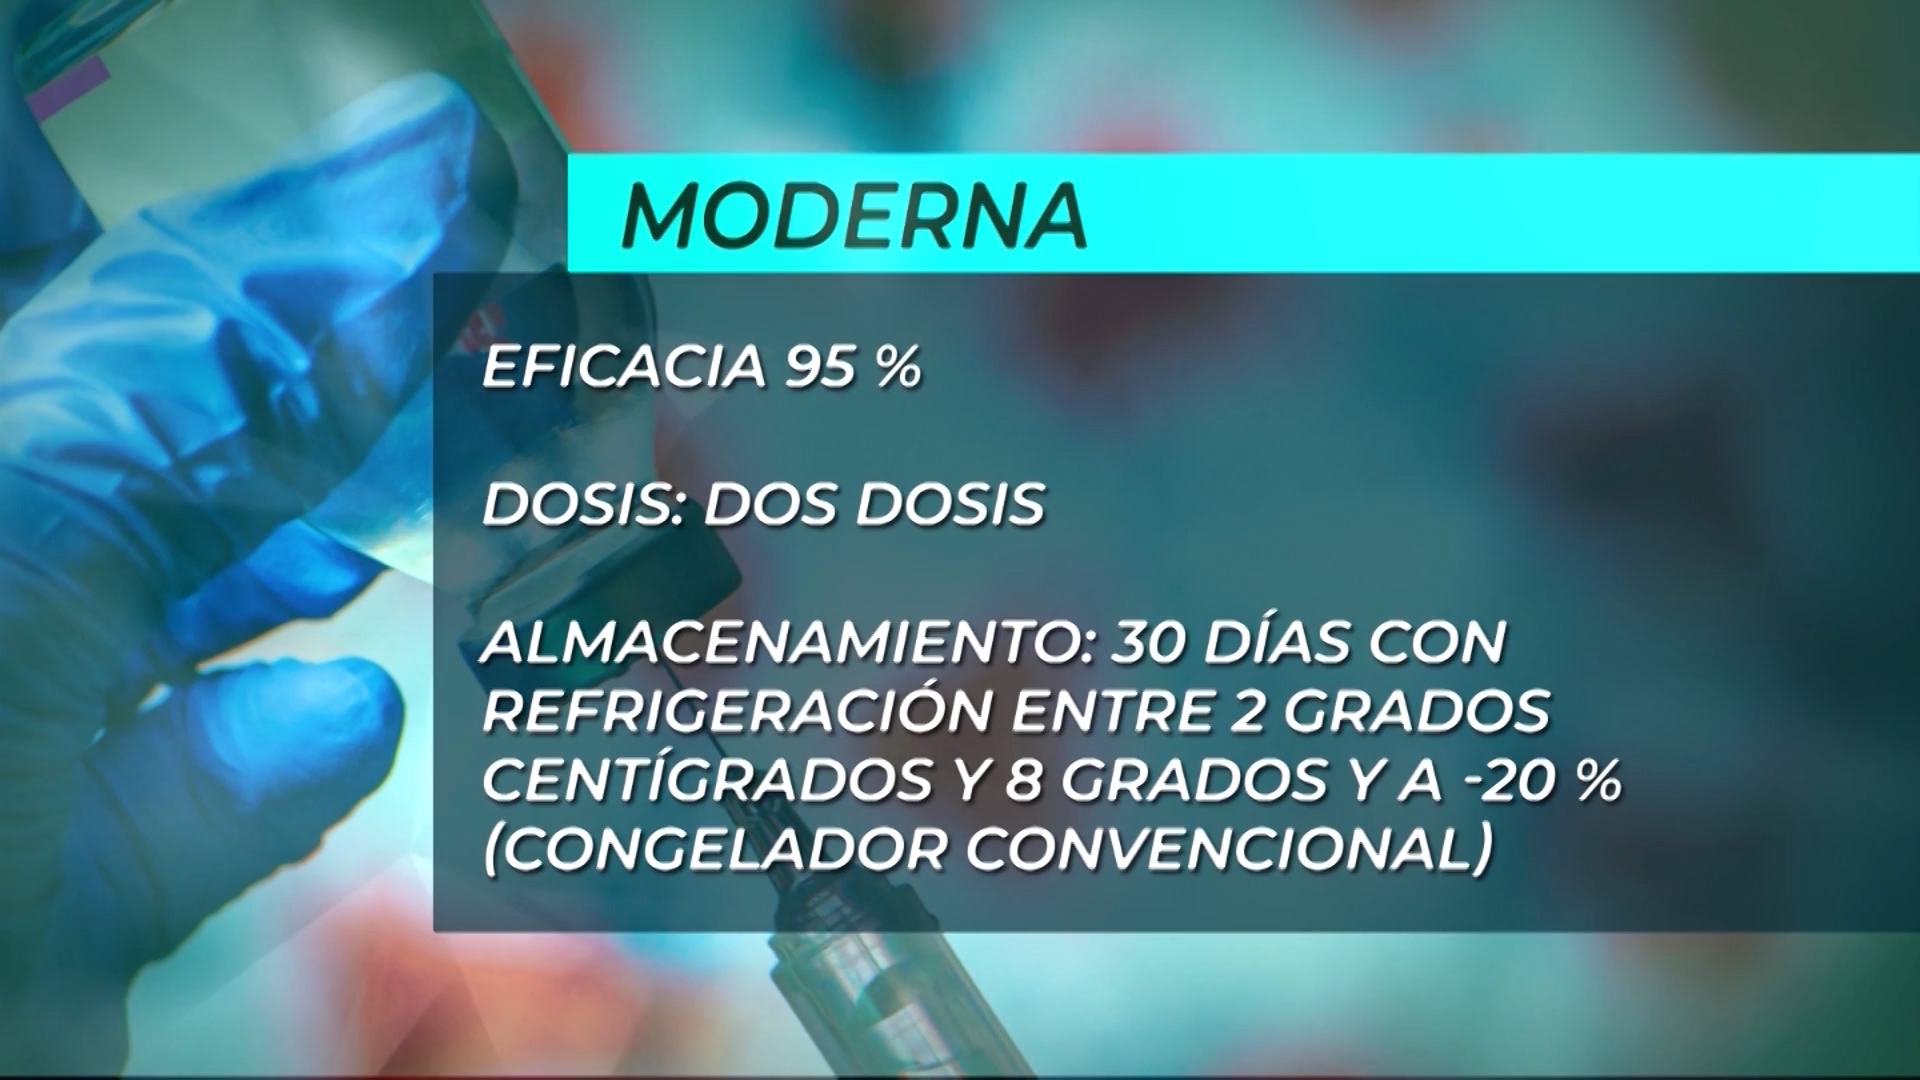 MODERNA
EFICACIA 95 %
DOSIS: DOS DOSIS
ALMACENAMIENTO: 30 DÍAS CON
REFRIGERACIÓN ENTRE 2 GRADOS
CENTÍGRADOS Y 8 GRADOS Y A -20 %
(CONGELADOR CONVENCIONAL)